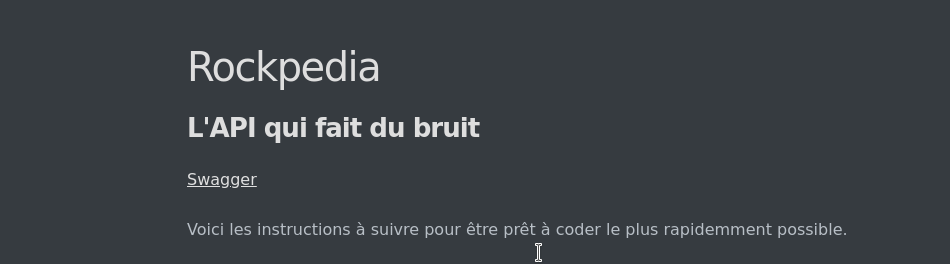 Rockpedia
L'API qui fait du bruit
Swagger
Voici les instructions à suivre pour être prêt à coder le plus rapidemment possible.